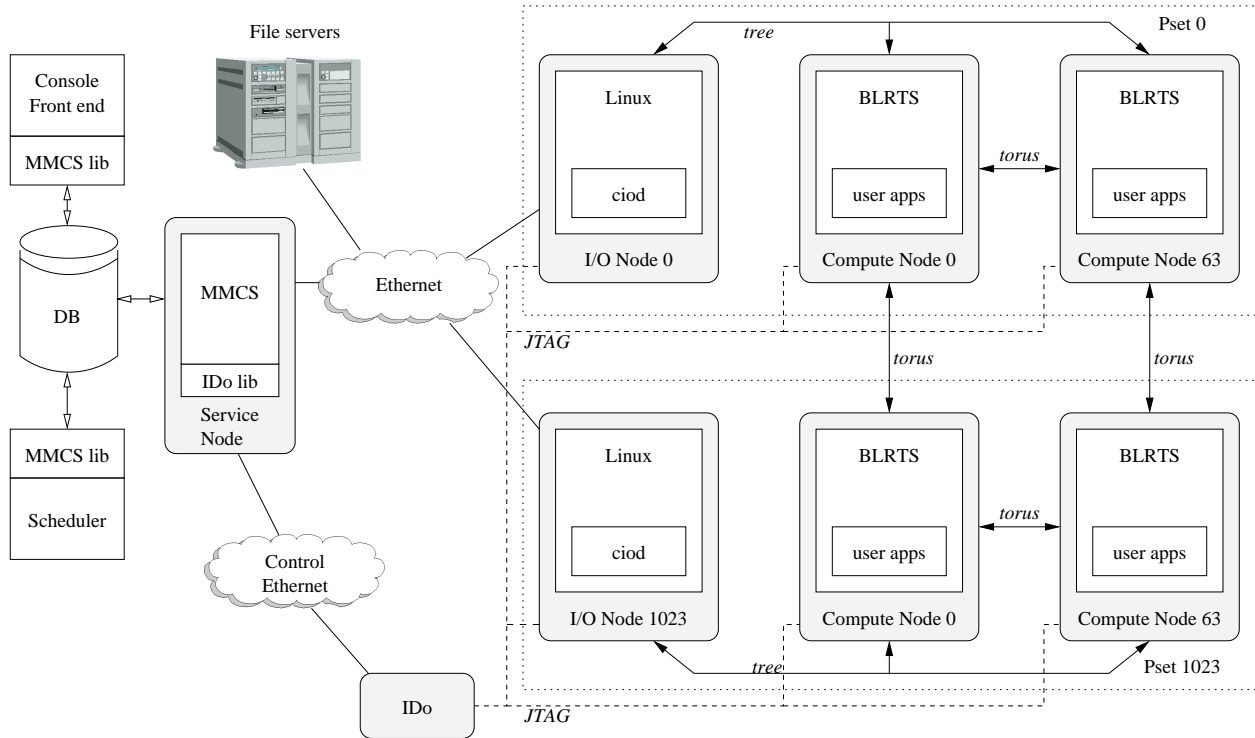 File servers
Console
Front end
MMCS lib
DB
MMCS lib
Scheduler
MMCS
IDo lib
Service
Node
Ethernet
Control
Ethernet
IDo
Pset 0
tree
Linux
ciod
I/O Node 0
BLRTS
user apps
Compute Node 0
torus
BLRTS
user apps
Compute Node 63
JTAG
torus
torus
Linux
ciod
I/O Node 1023
BLRTS
user apps
Compute Node 0
torus
BLRTS
user apps
Compute Node 63
tree
Pset 1023
JTAG